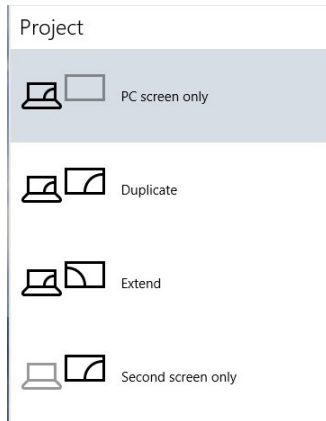 Project
PC screen only
Duplicate
Extend
Second screen only